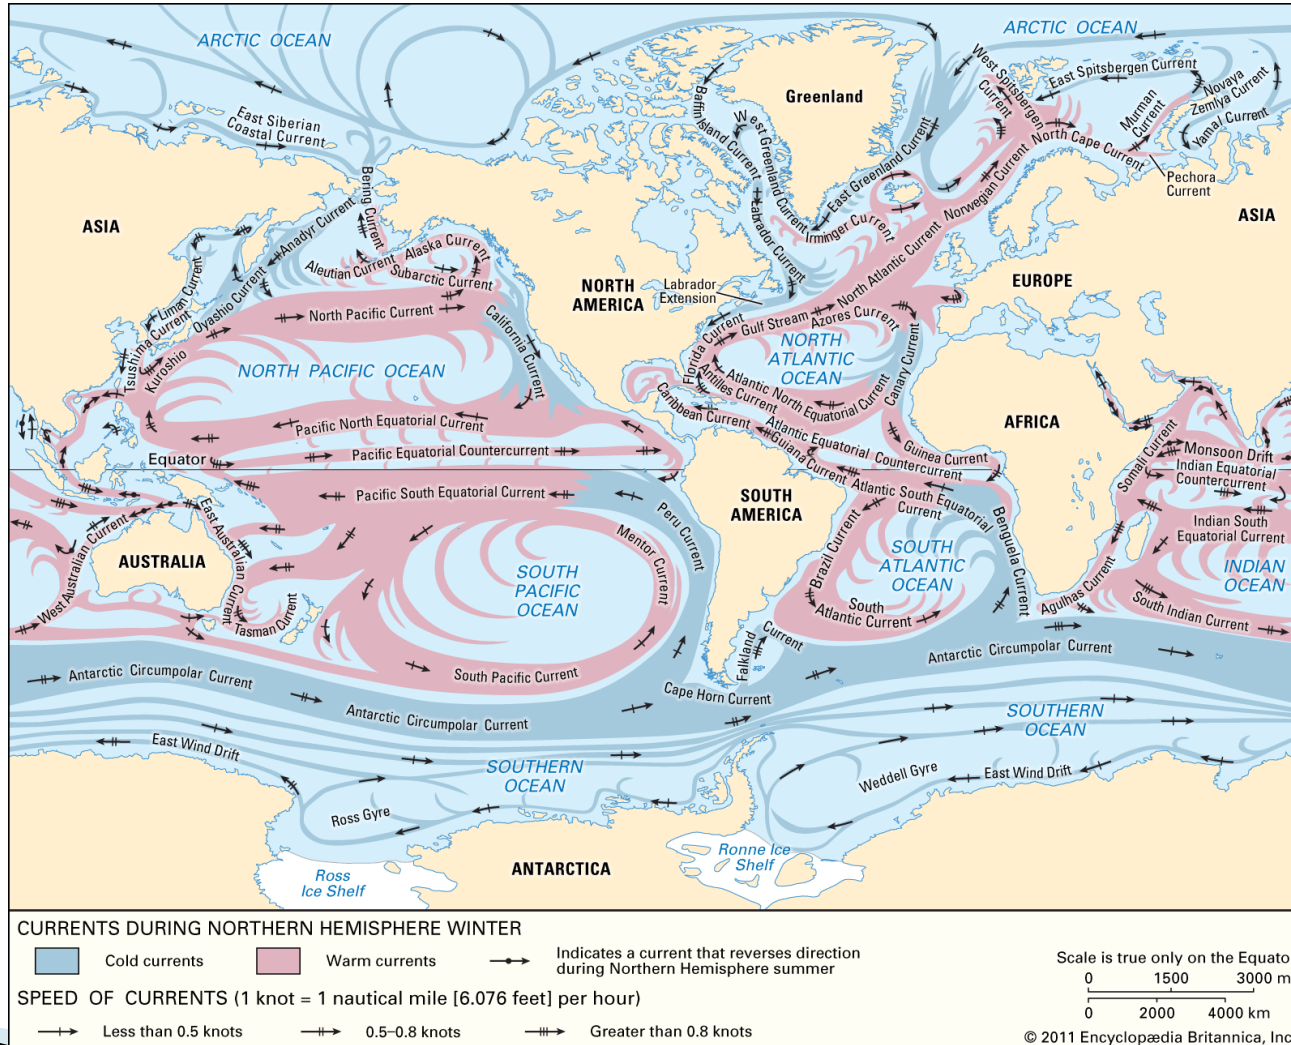 ARCTIC OCEAN
ARCTIC OCEAN
East Siberian
Coastal Current
Greenland
West Spitsbergen
Current
East Spitsbergen Current
Novaya
Zemlya Current
Murman
Current
Yamal Current
North Cape Current
Pechora
Current
Baffin Island Current
West Greenland Current
East Greenland Current
Norwegian Current
Irminger Current
Labrador Current
Labrador
Extension
ASIA
Bering Current
Anadyr Current
Aleutian Current
Alaska Current
Subarctic Current
Liman Current
Oyashio Current
Tsushima Current
Kuroshio
North Pacific Current
California Current
NORTH PACIFIC OCEAN
NORTH
AMERICA
EUROPE
ASIA
North Atlantic Current
Gulf Stream
Azores Current
Florida Current
NORTH
ATLANTIC
OCEAN
Canary Current
Antilles Current
Atlantic North Equatorial Current
Caribbean Current
Pacific North Equatorial Current
Equator
Pacific Equatorial Countercurrent
Pacific South Equatorial Current
Atlantic Equatorial Countercurrent
Guiana Current
Guinea Current
AFRICA
Somali Current
Monsoon Drift
Indian Equatorial
Countercurrent
Indian South
Equatorial Current
INDIAN
OCEAN
SOUTH
AMERICA
Atlantic South Equatorial
Current
Peru Current
Mentor Current
Brazil Current
SOUTH
ATLANTIC
OCEAN
Benguela Current
Agulhas Current
South Indian Current
AUSTRALIA
West Australian Current
East Australian Current
Tasman Current
SOUTH
PACIFIC
OCEAN
South
Atlantic Current
Falkland
Current
South Pacific Current
Cape Horn Current
Antarctic Circumpolar Current
Antarctic Circumpolar Current
Antarctic Circumpolar Current
East Wind Drift
SOUTHERN
OCEAN
SOUTHERN
OCEAN
Weddell Gyre
East Wind Drift
Ross Gyre
Ross
Ice Shelf
ANTARCTICA
Ronne Ice
Shelf
CURRENTS DURING NORTHERN HEMISPHERE WINTER
Cold currents
Warm currents
Indicates a current that reverses direction
during Northern Hemisphere summer
SPEED OF CURRENTS (1 knot = 1 nautical mile [6.076 feet] per hour)
Less than 0.5 knots
0.5–0.8 knots
Greater than 0.8 knots
Scale is true only on the Equato
0 1500 3000 m
0 2000 4000 km
© 2011 Encyclopædia Britannica, Inc